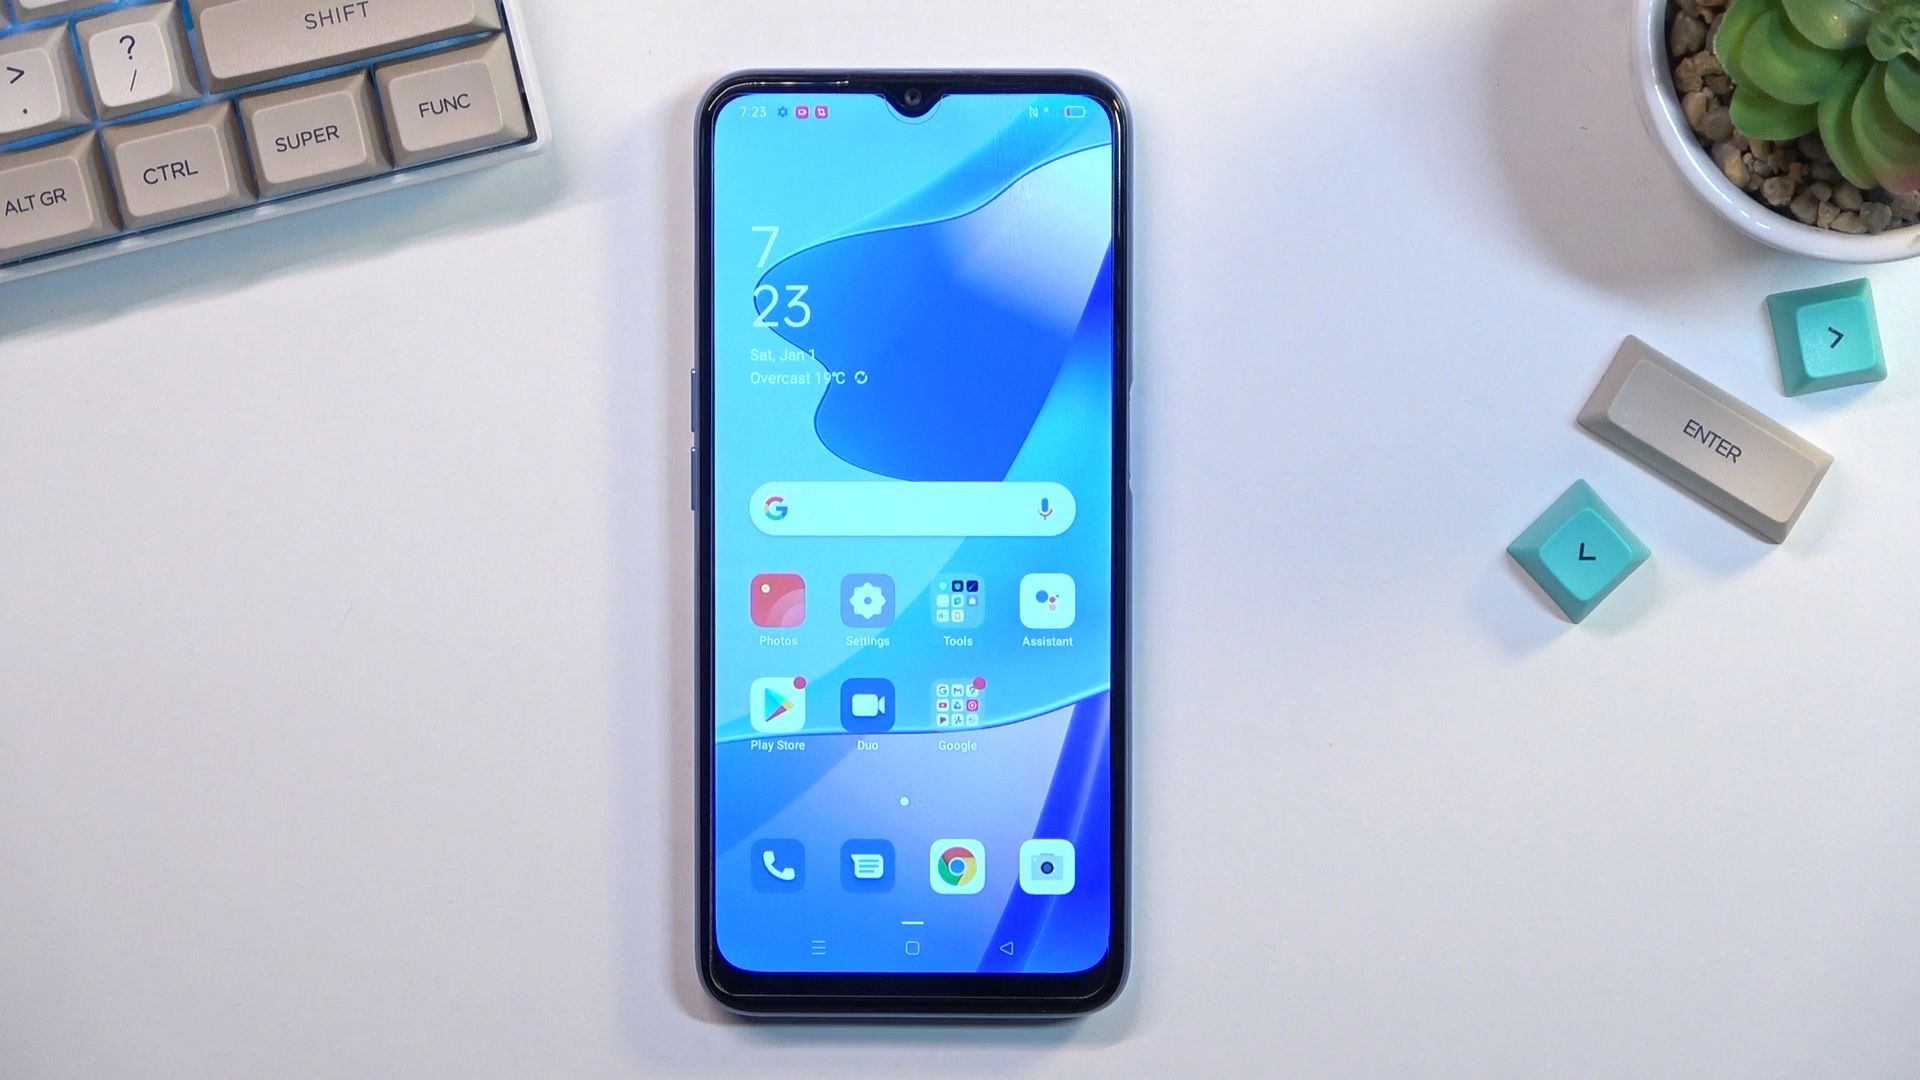 SHIFT
?
/
>
.
FUNC
SUPER
CTRL
ALT GR
7:23
7
23
Sat, Jan 1
Overcast 19°C
G
Photos
Settings
Tools
Assistant
Play Store
Duo
Google
>
ENTER
<